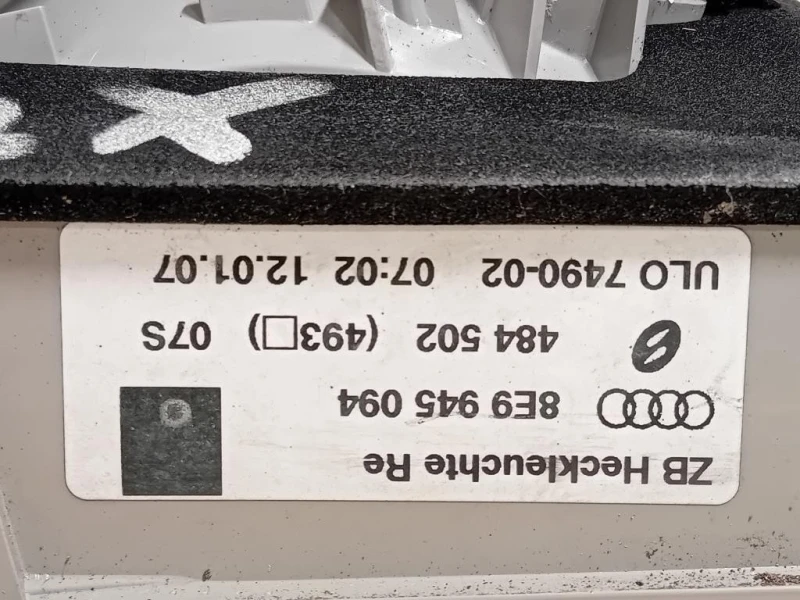 ZB Heckleuchte Re
8E9 945 094
484 502 (493□) 07S
ULO 7490-02 07:02 12.01.07
X